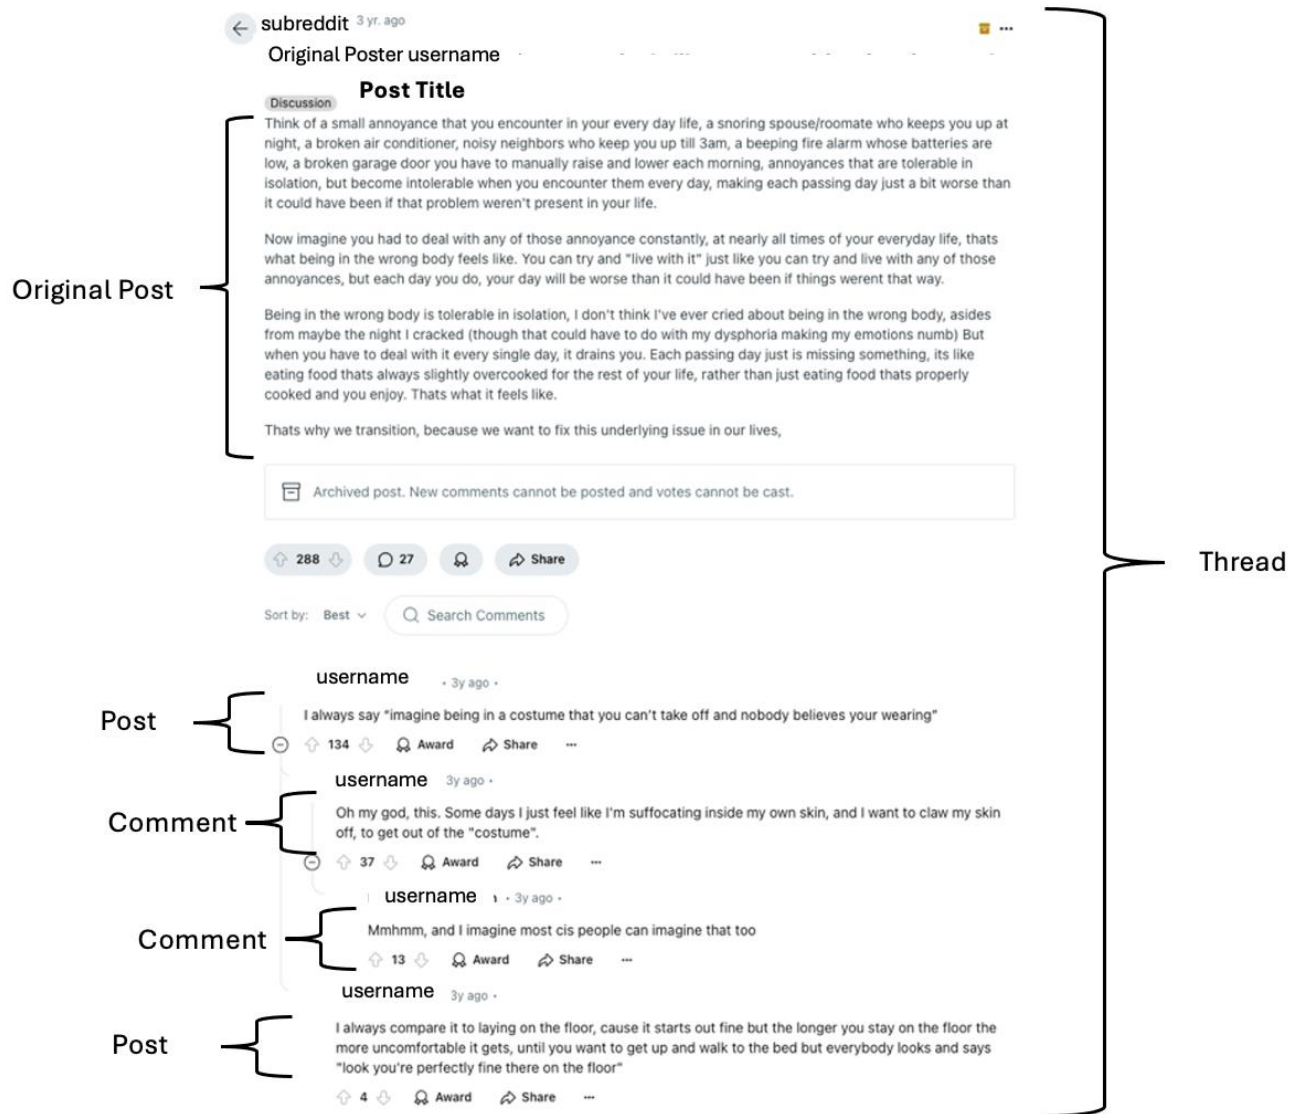 subreddit 3 yr. ago
Original Poster username
Post Title
Discussion
Think of a small annoyance that you encounter in your every day life, a snoring spouse/roomate who keeps you up at
night, a broken air conditioner, noisy neighbors who keep you up till 3am, a beeping fire alarm whose batteries are
low, a broken garage door you have to manually raise and lower each morning, annoyances that are tolerable in
isolation, but become intolerable when you encounter them every day, making each passing day just a bit worse than
it could have been if that problem weren't present in your life.
Now imagine you had to deal with any of those annoyance constantly, at nearly all times of your everyday life, thats
what being in the wrong body feels like. You can try and "live with it" just like you can try and live with any of those
annoyances, but each day you do, your day will be worse than it could have been if things werent that way.
Original Post
Being in the wrong body is tolerable in isolation, I don't think I've ever cried about being in the wrong body, asides
from maybe the night I cracked (though that could have to do with my dysphoria making my emotions numb) But
when you have to deal with it every single day, it drains you. Each passing day just is missing something, its like
eating food thats always slightly overcooked for the rest of your life, rather than just eating food thats properly
cooked and you enjoy. Thats what it feels like.
Thats why we transition, because we want to fix this underlying issue in our lives,
Archived post. New comments cannot be posted and votes cannot be cast.
288 27 Share
Thread
Sort by: Best Search Comments
username · 3y ago ·
Post
I always say "imagine being in a costume that you can't take off and nobody believes your wearing"
134 Award Share ···
username 3y ago ·
Comment
Oh my god, this. Some days I just feel like I'm suffocating inside my own skin, and I want to claw my skin
off, to get out of the "costume".
37 Award Share ···
username · 3y ago ·
Comment
Mmhmm, and I imagine most cis people can imagine that too
13 Award Share ···
username 3y ago ·
Post
I always compare it to laying on the floor, cause it starts out fine but the longer you stay on the floor the
more uncomfortable it gets, until you want to get up and walk to the bed but everybody looks and says
"look you're perfectly fine there on the floor"
4 Award Share ···